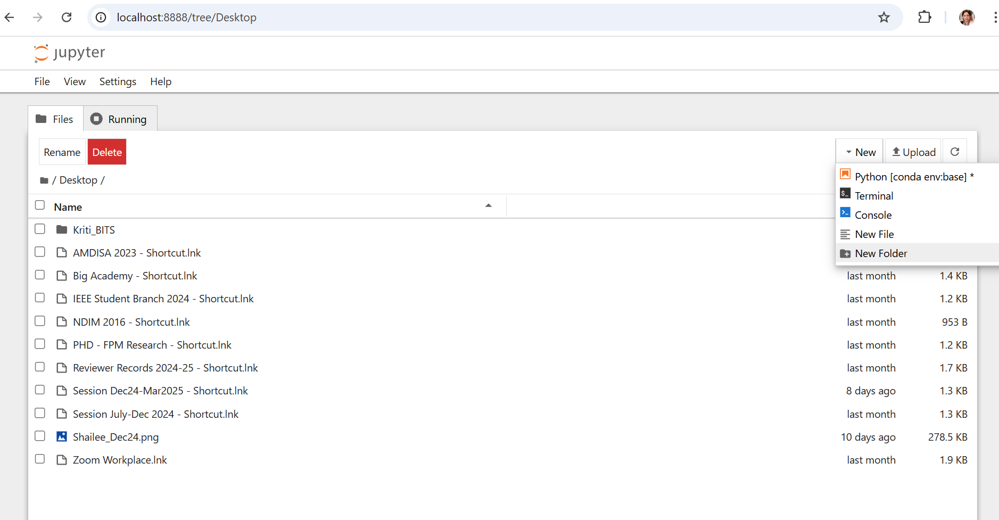 localhost:8888/tree/Desktop
jupyter
File View Settings Help
Files Running
Rename Delete New Upload
/ Desktop /
Python [conda env:base] *
Terminal
Console
New File
New Folder
Name
Kriti_BITS
AMDISA 2023 - Shortcut.lnk
Big Academy - Shortcut.lnk last month 1.4 KB
IEEE Student Branch 2024 - Shortcut.lnk last month 1.2 KB
NDIM 2016 - Shortcut.lnk last month 953 B
PHD - FPM Research - Shortcut.lnk last month 1.2 KB
Reviewer Records 2024-25 - Shortcut.lnk last month 1.7 KB
Session Dec24-Mar2025 - Shortcut.lnk 8 days ago 1.3 KB
Session July-Dec 2024 - Shortcut.lnk last month 1.3 KB
Shailee_Dec24.png 10 days ago 278.5 KB
Zoom Workplace.lnk last month 1.9 KB